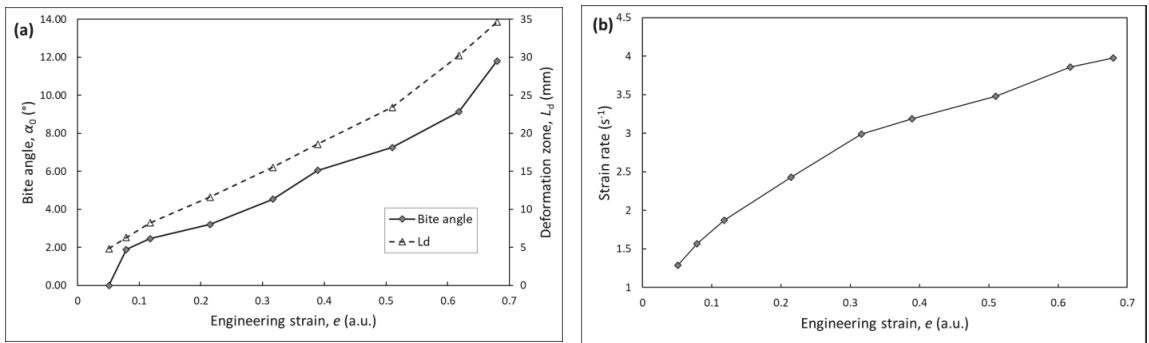 (a)
14.00
12.00
10.00
8.00
6.00
4.00
2.00
0.00
Bite angle, α0 (°)
35
30
25
20
15
10
5
0
Deformation zone, Ld (mm)
Bite angle
Ld
0 0.1 0.2 0.3 0.4 0.5 0.6 0.7
Engineering strain, e (a.u.)
(b)
4.5
4
3.5
3
2.5
2
1.5
1
Strain rate (s-1)
0 0.1 0.2 0.3 0.4 0.5 0.6 0.7
Engineering strain, e (a.u.)